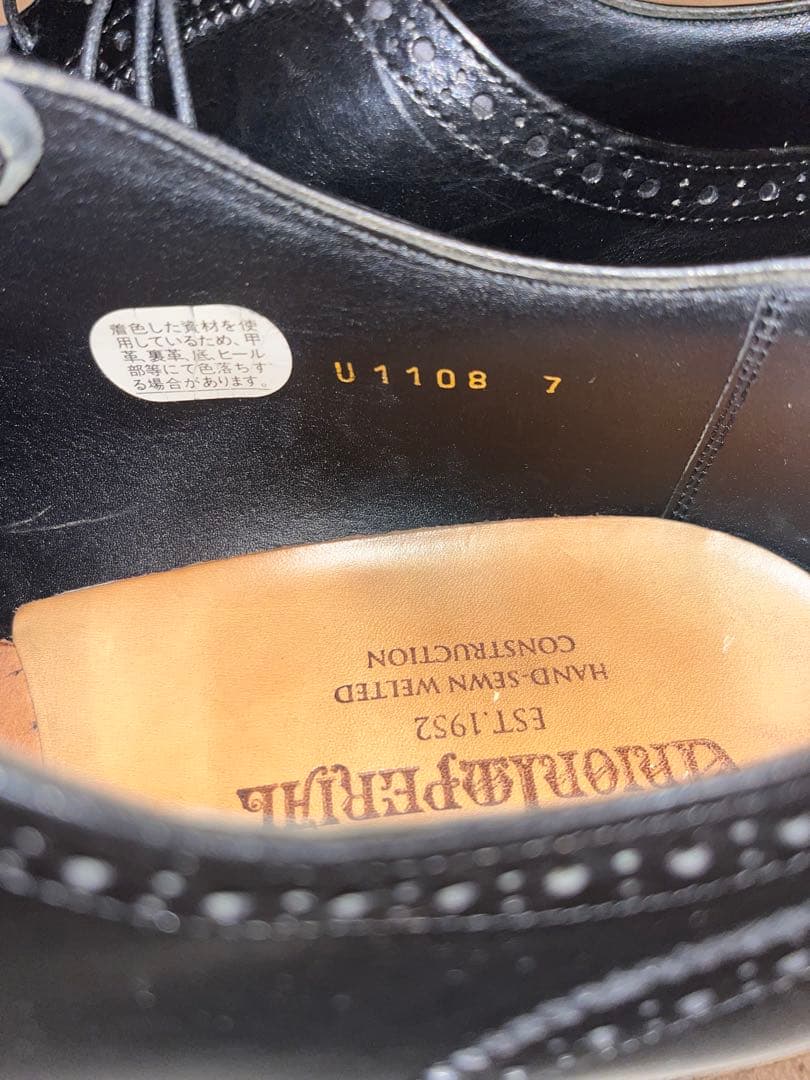 着色した資材を使
用しているため、甲
革、裏革、底、ヒール
部等にて色落ちす
る場合があります。
U1108 7
UNION IMPERIAL
EST.1952
HAND-SEWN WELTED
CONSTRUCTION